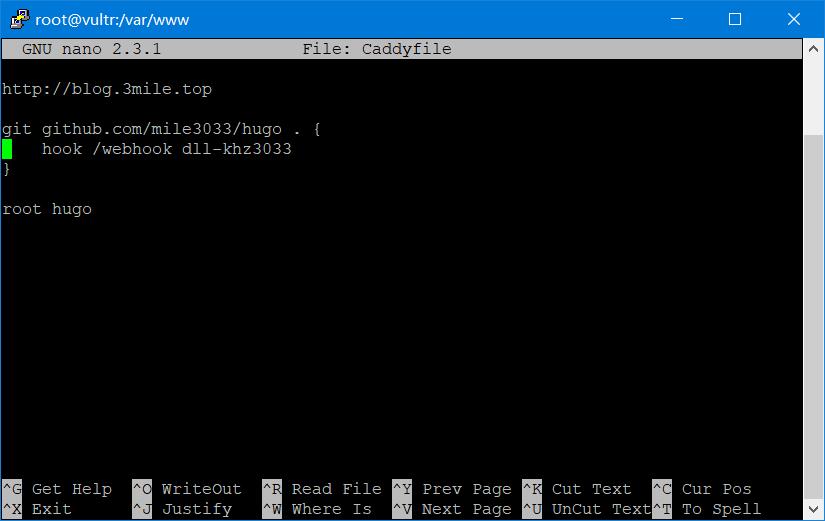 root@vultr:/var/www
GNU nano 2.3.1 File: Caddyfile
http://blog.3mile.top
git github.com/mile3033/hugo . {
hook /webhook dll-khz3033
}
root hugo
^G Get Help ^O WriteOut ^R Read File ^Y Prev Page ^K Cut Text ^C Cur Pos
^X Exit ^J Justify ^W Where Is ^V Next Page ^U UnCut Text ^T To Spell